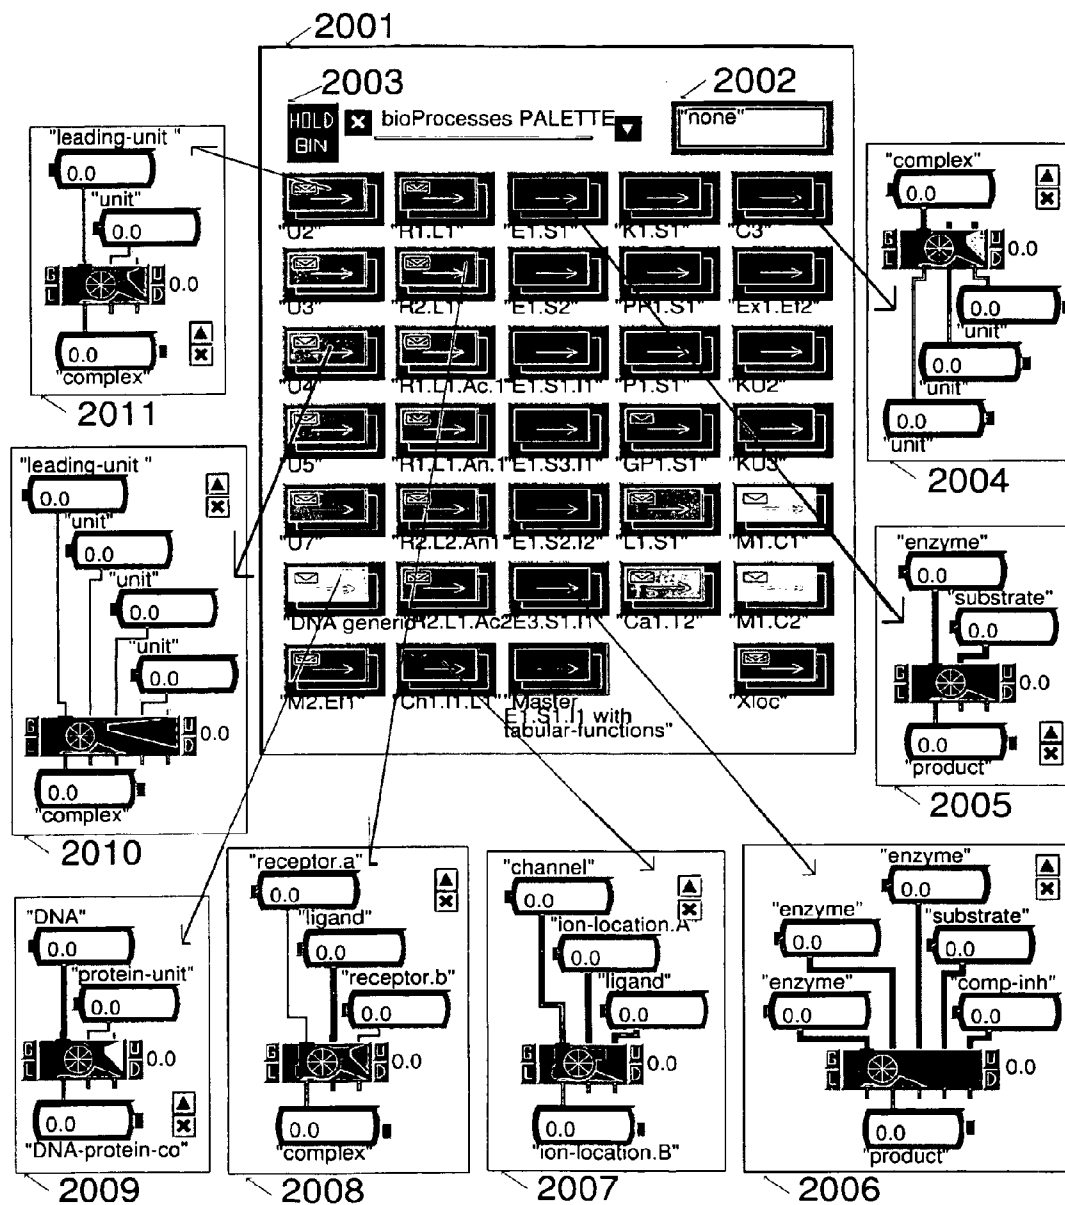 2001
2003
2002
HOLD
BIN
bioProcesses PALETTE
"none"
"U2" "R1.L1" "E1.S1" "K1.S1" "C3"
"U3" "R2.L1" "E1.S2" "PP1.S1" "Ex1.Ef2"
"U4" "R1.L1.Ac.1" "E1.S1.I1" "P1.S1" "KU2"
"U5" "R1.L1.An.1" "E1.S3.I1" "GP1.S1" "KU3"
"U7" "R2.L2.An1" "E1.S2.I2" "L1.S1" "M1.C1"
"DNA generic" "R2.L1.Ac2" "E3.S1.I1" "Ca1.T2" "M1.C2"
"M2.Ef1" "Ch1.I1.L1" "Master "Xloc"
E1.S1.I1 with
tabular-functions"
"leading-unit "
0.0
"unit"
0.0
G U
L D
0.0
0.0
"complex"
2011
"leading-unit "
0.0
"unit"
0.0
"unit"
0.0
"unit"
0.0
G U
L D
0.0
0.0
"complex"
2010
"DNA"
0.0
"protein-unit"
0.0
G U
L D
0.0
0.0
"DNA-protein-co"
2009
"receptor.a"
0.0
"ligand"
0.0
"receptor.b"
0.0
G U
L D
0.0
0.0
"complex"
2008
"channel"
0.0
"ion-location.A"
0.0
"ligand"
0.0
G U
L D
0.0
0.0
"ion-location.B"
2007
"enzyme"
0.0
"enzyme"
0.0
"substrate"
0.0
"enzyme"
0.0
"comp-inh"
0.0
G U
L D
0.0
0.0
"product"
2006
"complex"
0.0
G U
L D
0.0
0.0
"unit"
0.0
"unit"
0.0
"unit"
2004
"enzyme"
0.0
"substrate"
0.0
G U
L D
0.0
0.0
"product"
2005